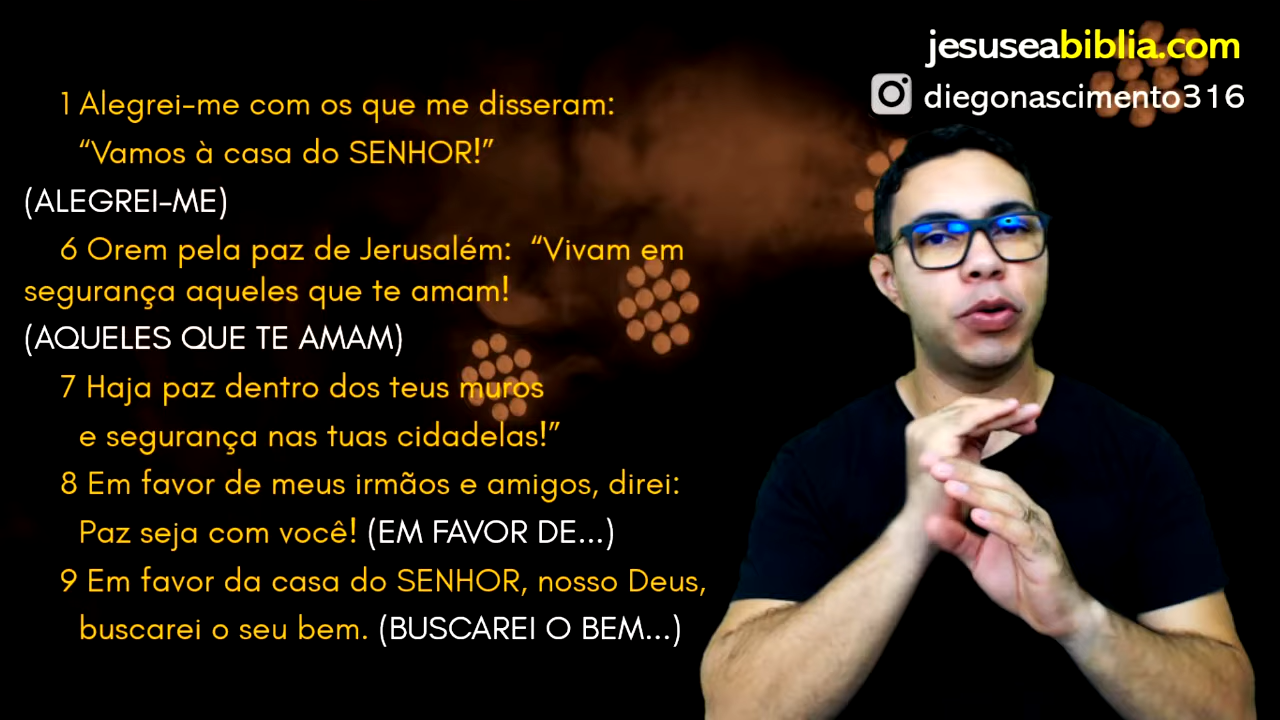 jesuseabiblia.com
diegonascimento316
1 Alegrei-me com os que me disseram:
“Vamos à casa do SENHOR!”
(ALEGREI-ME)
6 Orem pela paz de Jerusalém: “Vivam em
segurança aqueles que te amam!
(AQUELES QUE TE AMAM)
7 Haja paz dentro dos teus muros
e segurança nas tuas cidadelas!”
8 Em favor de meus irmãos e amigos, direi:
Paz seja com você! (EM FAVOR DE...)
9 Em favor da casa do SENHOR, nosso Deus,
buscarei o seu bem. (BUSCAREI O BEM...)